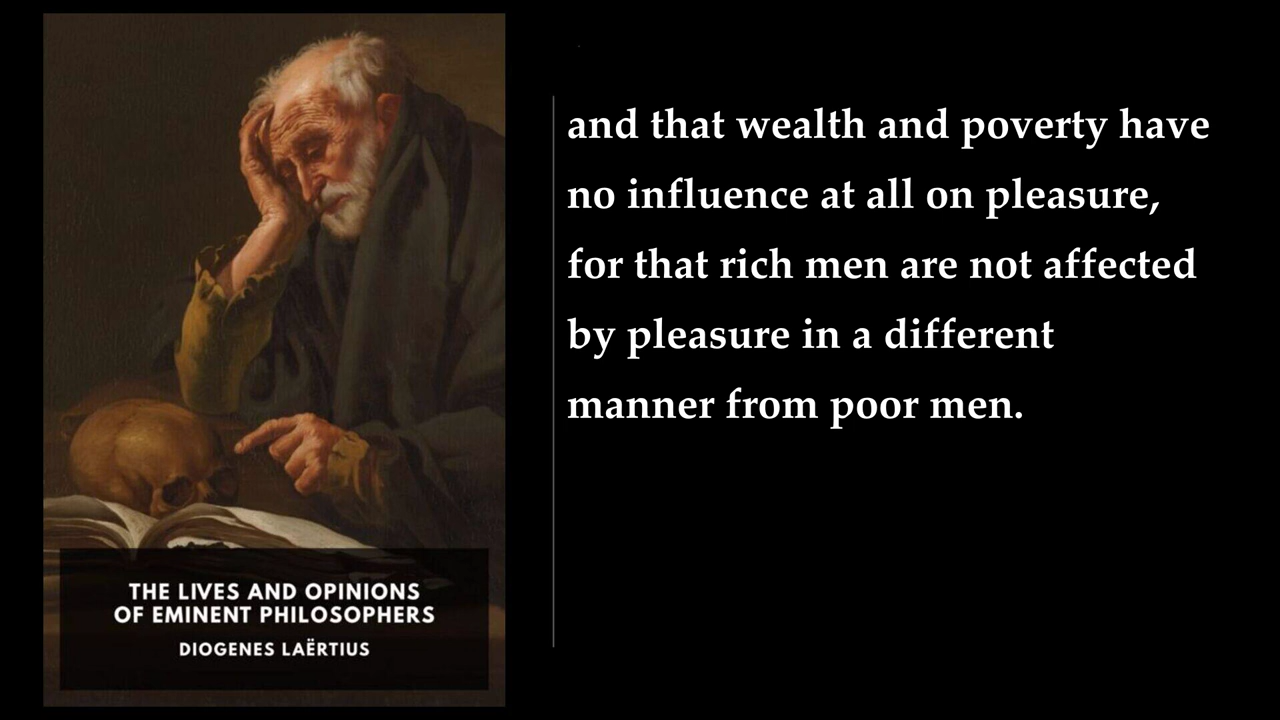 and that wealth and poverty have
no influence at all on pleasure,
for that rich men are not affected
by pleasure in a different
manner from poor men.
THE LIVES AND OPINIONS
OF EMINENT PHILOSOPHERS
DIOGENES LAËRTIUS